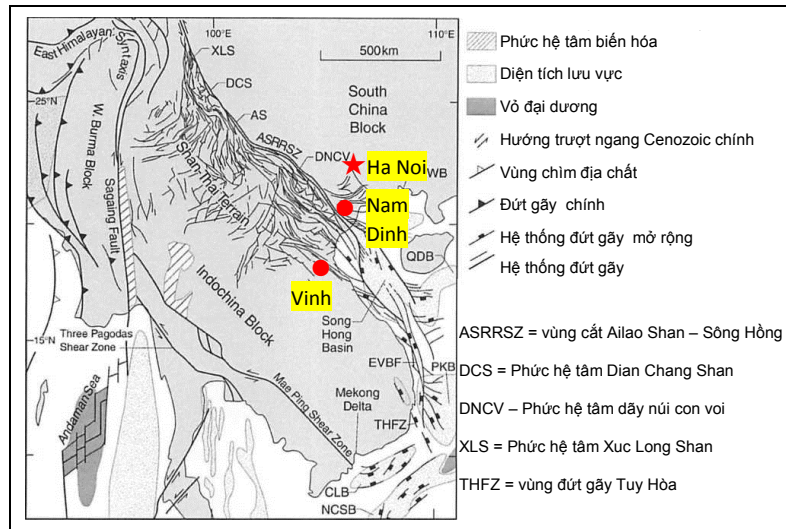 100°E
110°E
XLS
500km
East Himalayan
Syntaxis
DCS
South
China
Block
25°N
AS
W. Burma Block
ASRRSZ
DNCV
Ha Noi
WB
Shan Thai Terrain
Sagaing Fault
Nam
Dinh
QDB
Vinh
Indochina Block
Song
Hong
Basin
15°N
Three Pagodas
Shear Zone
EVBF
PKB
Andaman Sea
Mae Ping Shear Zone
Mekong
Delta
THFZ
CLB
NCSB
Phức hệ tâm biến hóa
Diện tích lưu vực
Vỏ đại dương
Hướng trượt ngang Cenozoic chính
Vùng chìm địa chất
Đứt gãy chính
Hệ thống đứt gãy mở rộng
Hệ thống đứt gãy
ASRRSZ = vùng cắt Ailao Shan – Sông Hồng
DCS = Phức hệ tâm Dian Chang Shan
DNCV – Phức hệ tâm dãy núi con voi
XLS = Phức hệ tâm Xuc Long Shan
THFZ = vùng đứt gãy Tuy Hòa